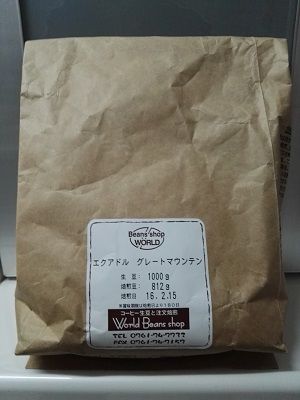 Beans shop
WORLD
エクアドル グレートマウンテン
生 豆: 1000g
焙煎豆: 812g
焙煎日 16.2.15
コーヒー生豆と注文焙煎
World Beans shop